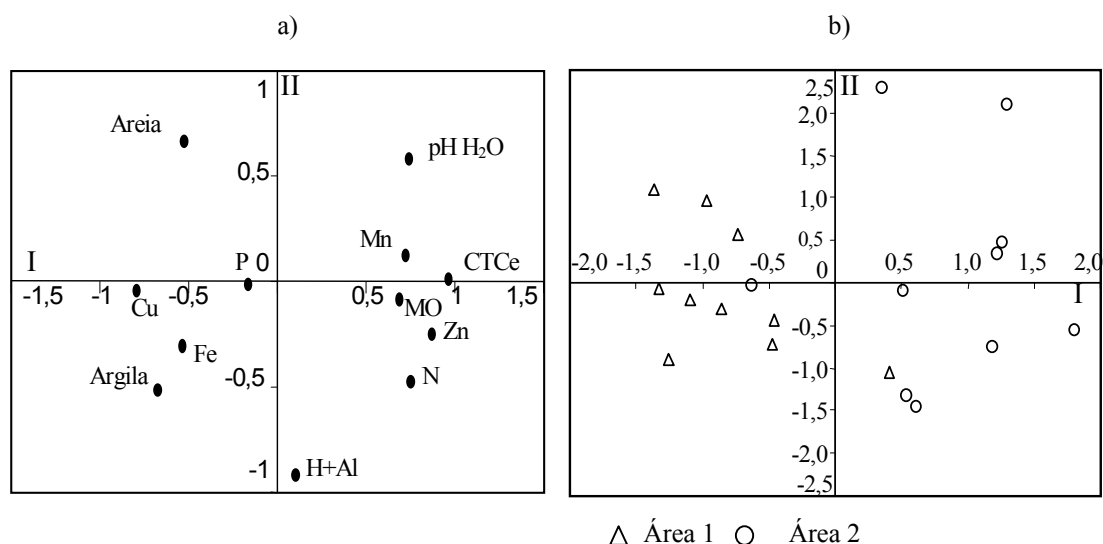 a)
b)
1
II
Areia
pH H₂O
0,5
Mn
CTCe
I
P
0
-1,5
-1
-0,5
0,5
1
1,5
Cu
MO
Fe
Zn
Argila
-0,5
N
-1
H+Al
II
2,5
2,0
1,5
1,0
0,5
-2,0
-1,5
-1,0
-0,5
0
0,5
1,0
1,5
2,0
I
-0,5
-1,0
-1,5
-2,0
-2,5
Área 1
Área 2